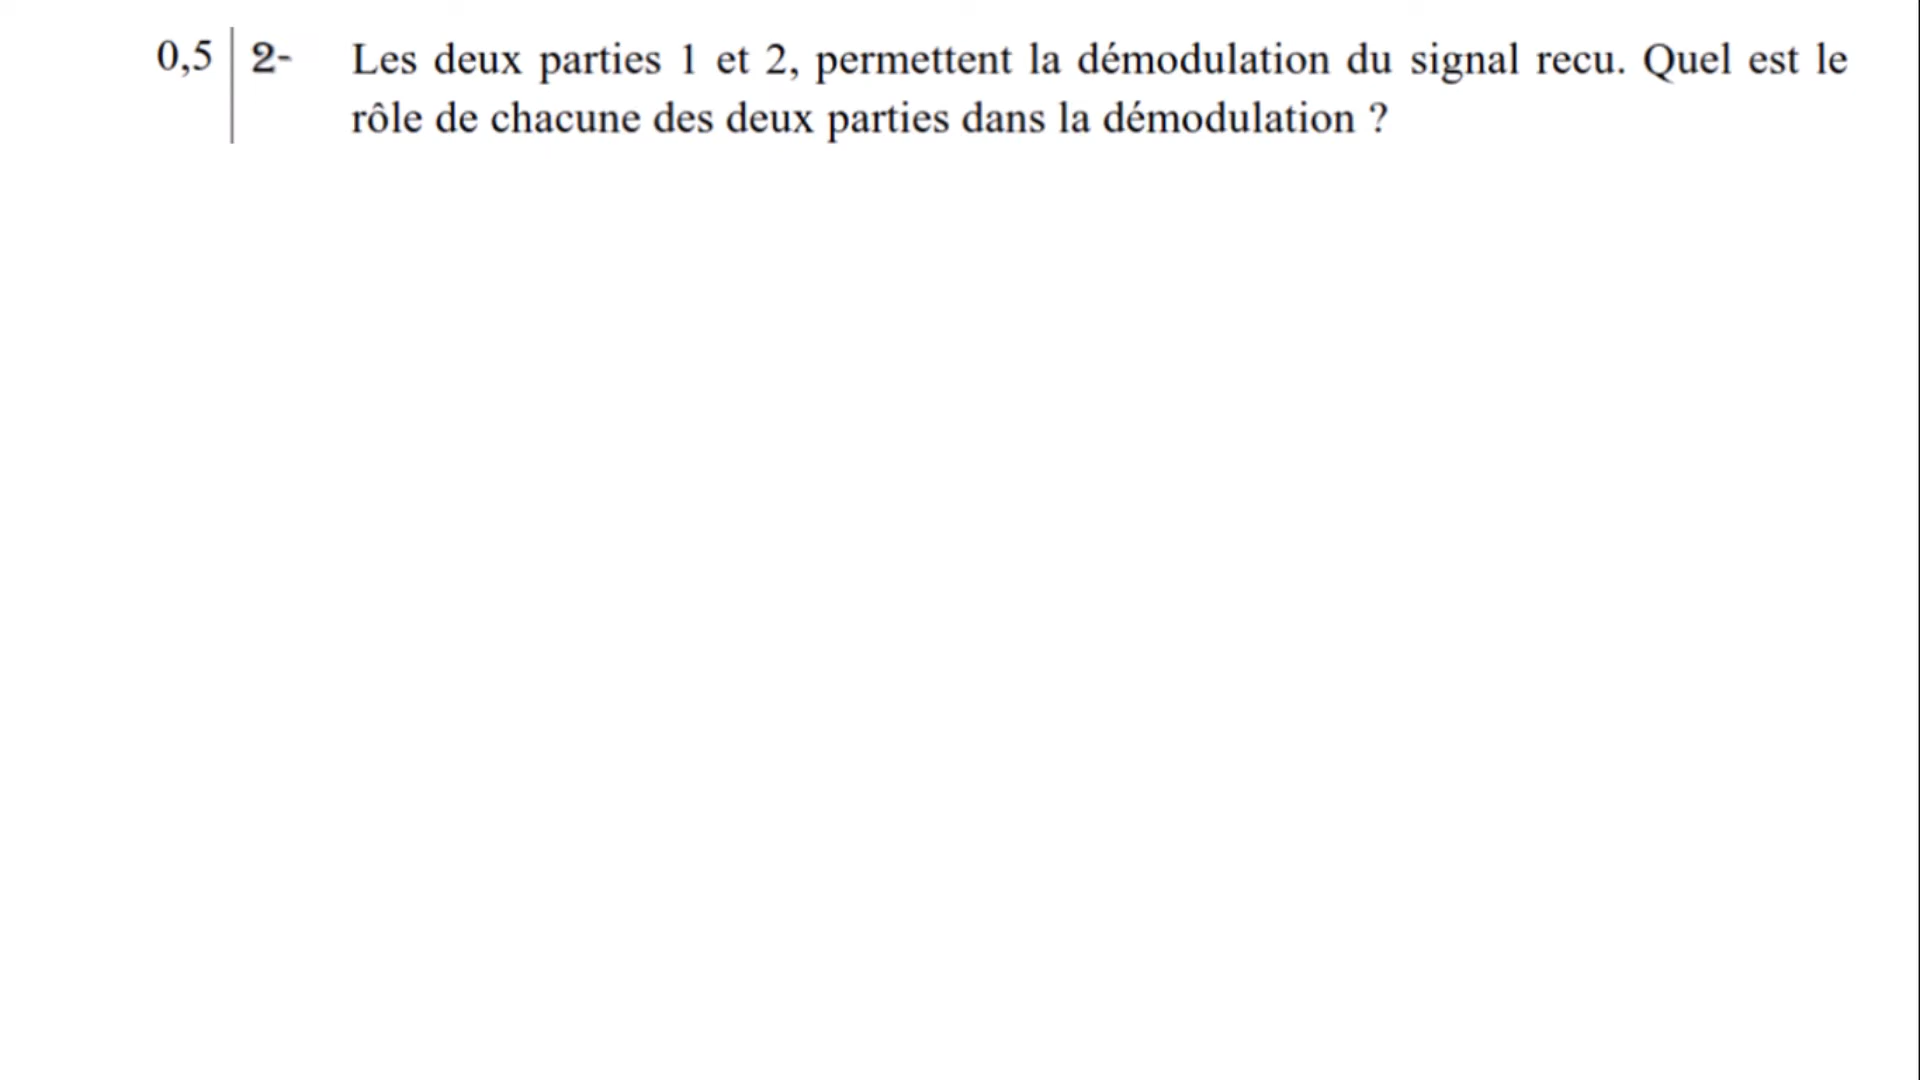 0,5 2- Les deux parties 1 et 2, permettent la démodulation du signal recu. Quel est le
rôle de chacune des deux parties dans la démodulation ?